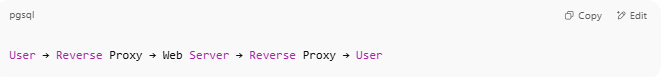 pgsql
Copy
Edit
User → Reverse Proxy → Web Server → Reverse Proxy → User